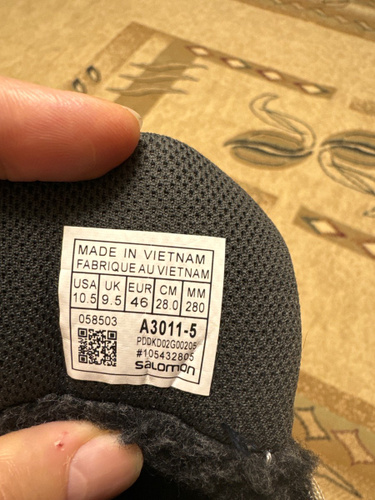 MADE IN VIETNAM
FABRIQUE AU VIETNAM
USA UK EUR CM MM
10.5 9.5 46 28.0 280
058503 A3011-5
PDDKD02G00205
#105432805
salomon